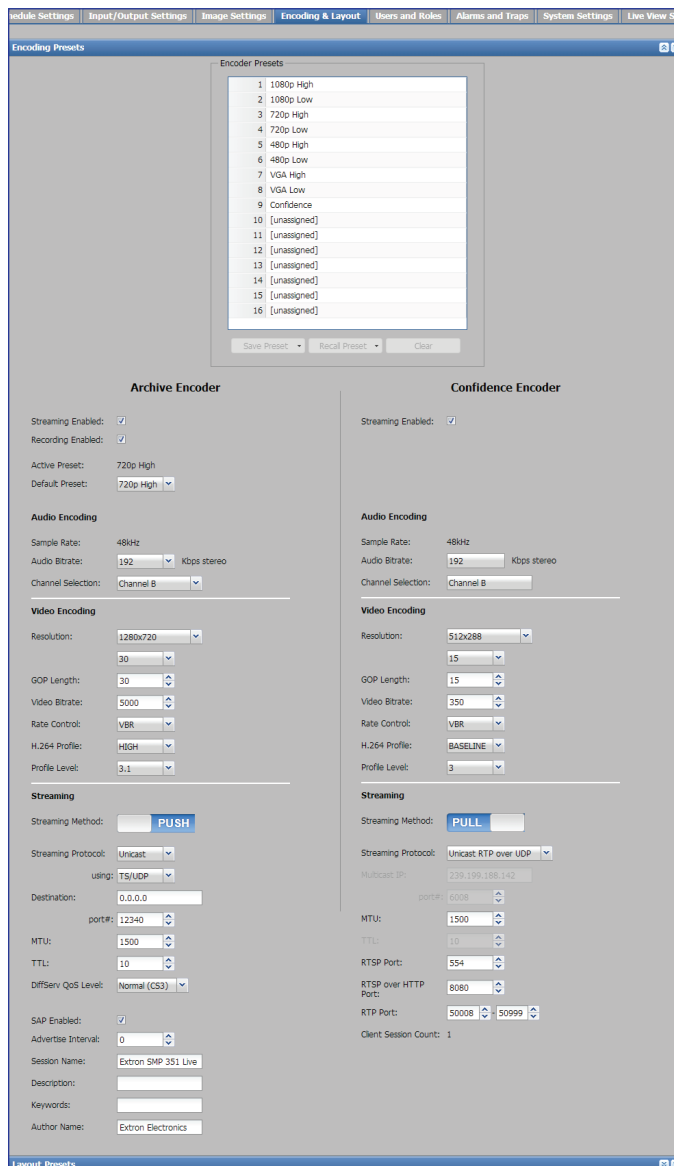 hedule Settings Input/Output Settings Image Settings Encoding & Layout Users and Roles Alarms and Traps System Settings Live View S
Encoding Presets
Encoder Presets
1 1080p High
2 1080p Low
3 720p High
4 720p Low
5 480p High
6 480p Low
7 VGA High
8 VGA Low
9 Confidence
10 [unassigned]
11 [unassigned]
12 [unassigned]
13 [unassigned]
14 [unassigned]
15 [unassigned]
16 [unassigned]
Save Preset Recall Preset Clear
Archive Encoder
Streaming Enabled:
Recording Enabled:
Active Preset: 720p High
Default Preset: 720p High
Audio Encoding
Sample Rate: 48kHz
Audio Bitrate: 192 Kbps stereo
Channel Selection: Channel B
Video Encoding
Resolution: 1280x720
30
GOP Length: 30
Video Bitrate: 5000
Rate Control: VBR
H.264 Profile: HIGH
Profile Level: 3.1
Streaming
Streaming Method: PUSH
Streaming Protocol: Unicast
using: TS/UDP
Destination: 0.0.0.0
port#: 12340
MTU: 1500
TTL: 10
DiffServ QoS Level: Normal (CS3)
SAP Enabled:
Advertise Interval: 0
Session Name: Extron SMP 351 Live
Description:
Keywords:
Author Name: Extron Electronics
Confidence Encoder
Streaming Enabled:
Audio Encoding
Sample Rate: 48kHz
Audio Bitrate: 192 Kbps stereo
Channel Selection: Channel B
Video Encoding
Resolution: 512x288
15
GOP Length: 15
Video Bitrate: 350
Rate Control: VBR
H.264 Profile: BASELINE
Profile Level: 3
Streaming
Streaming Method: PULL
Streaming Protocol: Unicast RTP over UDP
Multicast IP: 239.199.188.142
port#: 6008
MTU: 1500
TTL: 10
RTSP Port: 554
RTSP over HTTP
Port: 8080
RTP Port: 50008 - 50999
Client Session Count: 1
Layout Presets